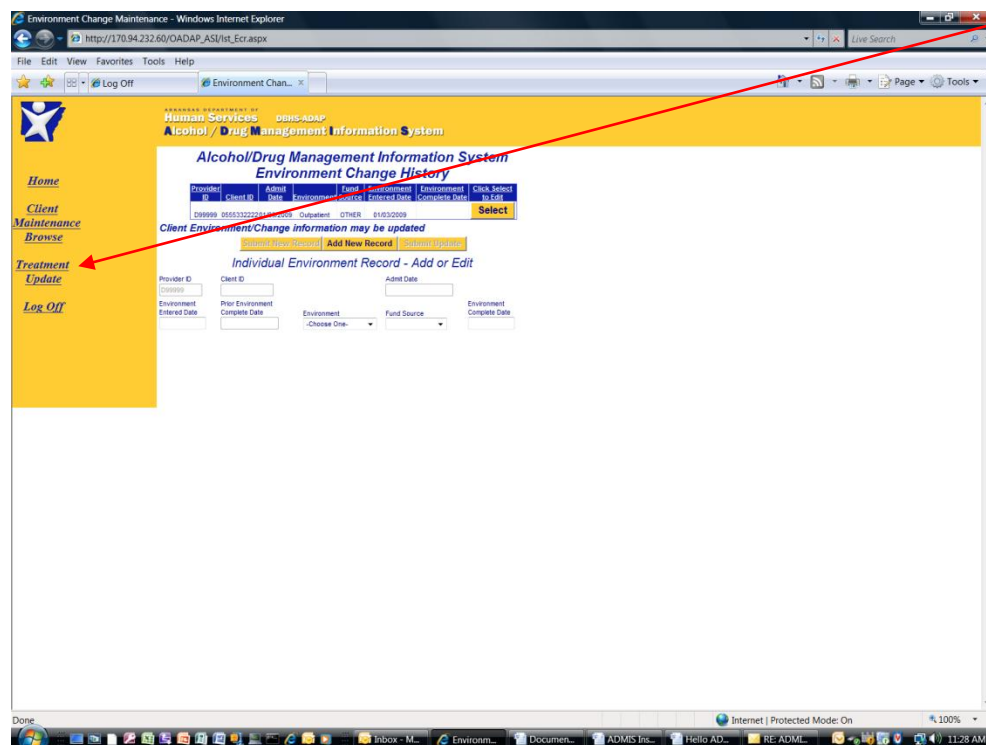 Environment Change Maintenance - Windows Internet Explorer
http://170.94.232.60/OADAP_ASI/lst_Ecr.aspx
Live Search
File Edit View Favorites Tools Help
Log Off
Environment Chan...
Page
Tools
ARKANSAS DEPARTMENT OF
Human Services DBHS-ADAP
Alcohol / Drug Management Information System
Home
Client Maintenance Browse
Treatment Update
Log Off
Alcohol/Drug Management Information System
Environment Change History
Provider ID Client ID Admit Date Environment Fund Source Environment Entered Date Environment Complete Date Click Select to Edit
D99999 055533222 Outpatient OTHER 01/03/2009 Select
Client Environment/Change information may be updated
Submit New Record Add New Record Submit Update
Individual Environment Record - Add or Edit
Provider ID Client ID Admit Date
D99999
Environment Entered Date Prior Environment Complete Date Environment Fund Source Environment Complete Date
-Choose One-
Done
Internet | Protected Mode: On
100%
Inbox - M... Environm... Documen... ADMIS Ins... Hello AD... RE: ADMI... 11:28 AM